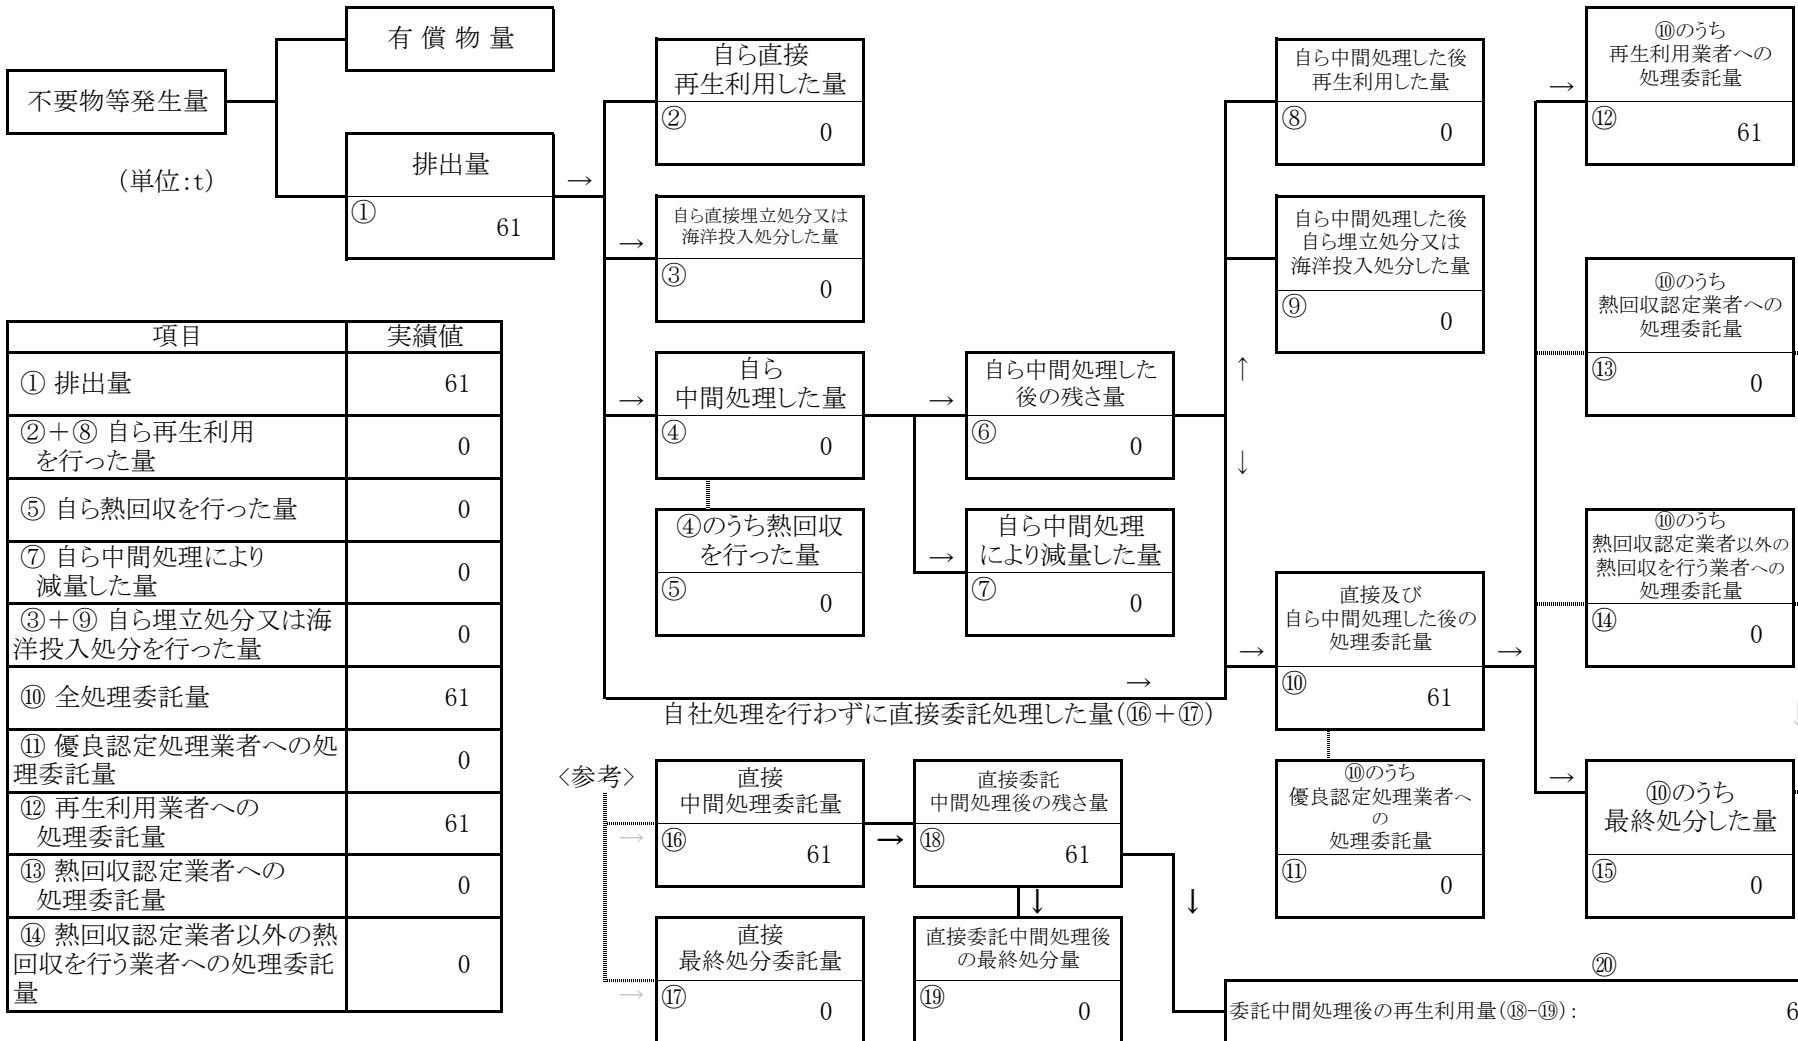 不要物等発生量
(単位:t)
有 償 物 量
排出量
①
61
→
自ら直接
再生利用した量
②
0
→
自ら直接埋立処分又は
海洋投入処分した量
③
0
→
自ら
中間処理した量
④
0
④のうち熱回収
を行った量
⑤
0
→
自ら中間処理した
後の残さ量
⑥
0
→
自ら中間処理
により減量した量
⑦
0
自ら中間処理した後
再生利用した量
⑧
0
自ら中間処理した後
自ら埋立処分又は
海洋投入処分した量
⑨
0
↑
↓
→
直接及び
自ら中間処理した後の
処理委託量
⑩
61
→
⑩のうち
優良認定処理業者へ
の
処理委託量
⑪
0
→
⑩のうち
再生利用業者への
処理委託量
⑫
61
⑩のうち
熱回収認定業者への
処理委託量
⑬
0
⑩のうち
熱回収認定業者以外の
熱回収を行う業者への
処理委託量
⑭
0
→
⑩のうち
最終処分した量
⑮
0
→
自社処理を行わずに直接委託処理した量(⑯+⑰)
項目 実績値
① 排出量 61
②+⑧ 自ら再生利用
を行った量 0
⑤ 自ら熱回収を行った量 0
⑦ 自ら中間処理により
減量した量 0
③+⑨ 自ら埋立処分又は海
洋投入処分を行った量 0
⑩ 全処理委託量 61
⑪ 優良認定処理業者への処
理委託量 0
⑫ 再生利用業者への
処理委託量 61
⑬ 熱回収認定業者への
処理委託量 0
⑭ 熱回収認定業者以外の熱
回収を行う業者への処理委託
量 0
〈参考〉
→
直接
中間処理委託量
⑯
61
→
直接委託
中間処理後の残さ量
⑱
61
↓
↓
→
直接
最終処分委託量
⑰
0
直接委託中間処理後
の最終処分量
⑲
0
⑳
委託中間処理後の再生利用量(⑱-⑲): 6